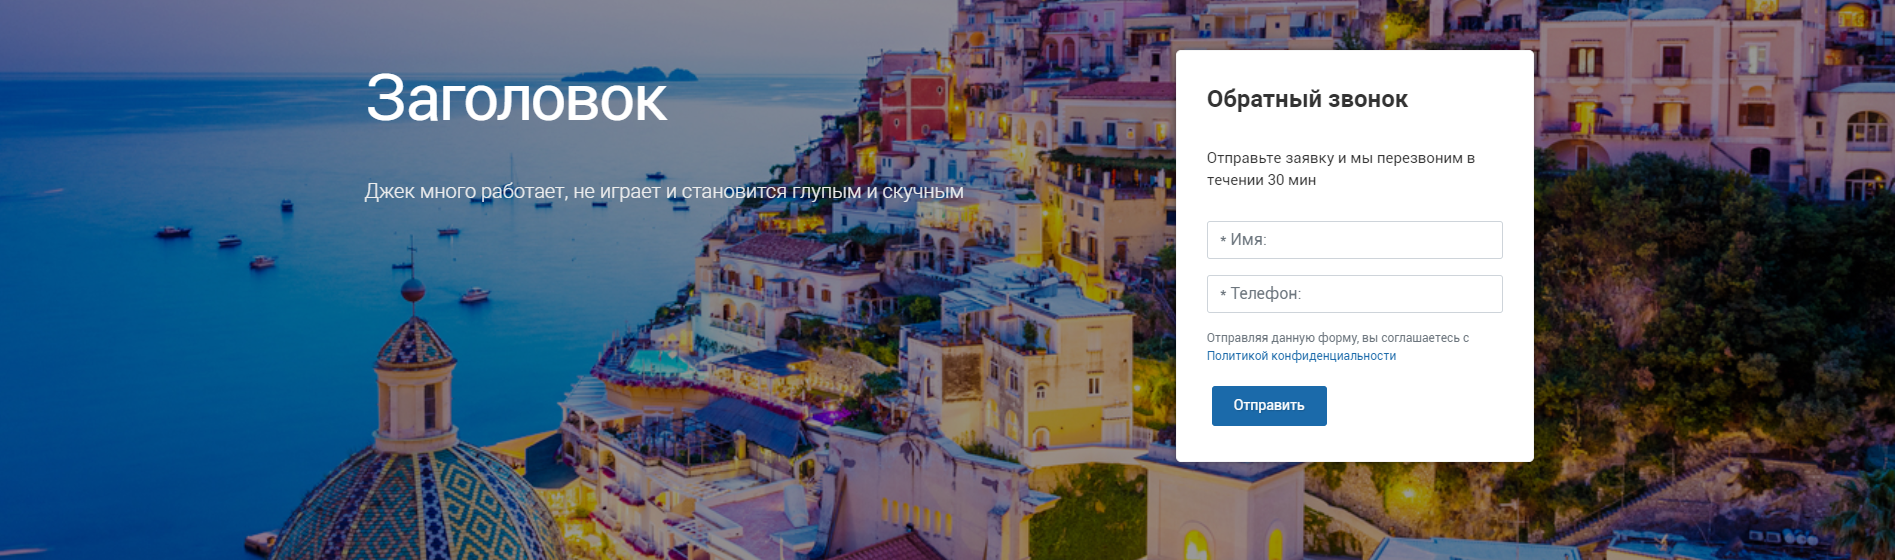 Заголовок
Джек много работает, не играет и становится глупым и скучным
Обратный звонок
Отправьте заявку и мы перезвоним в
течении 30 мин
* Имя:
* Телефон:
Отправляя данную форму, вы соглашаетесь с
Политикой конфиденциальности
Отправить